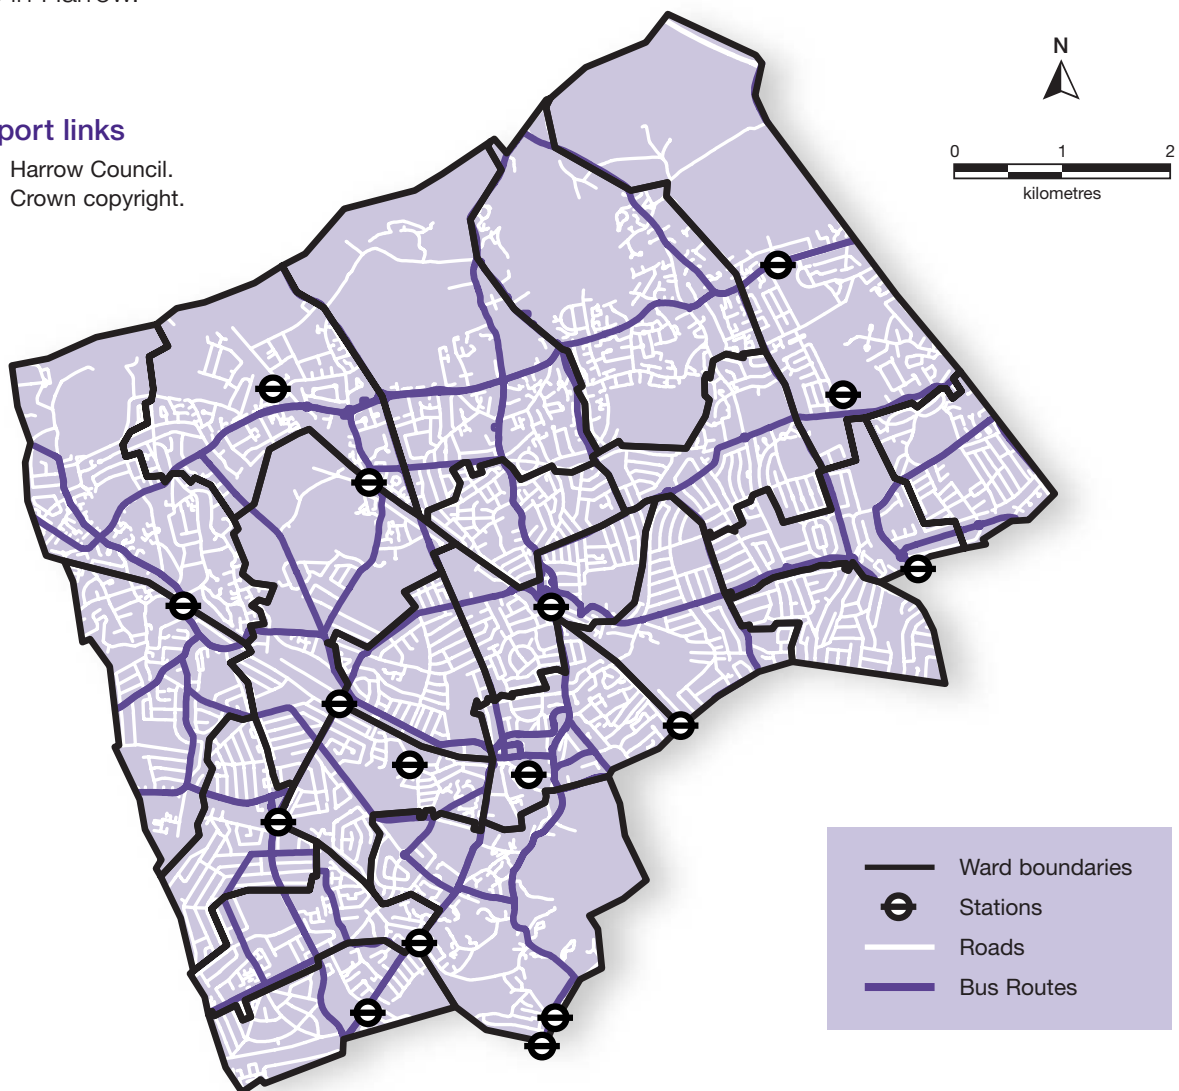 port links
Harrow Council.
Crown copyright.
N
0 1 2
kilometres
Ward boundaries
Stations
Roads
Bus Routes